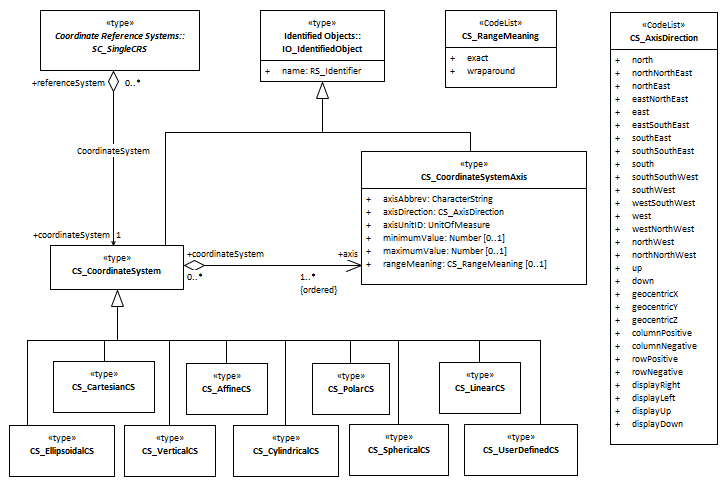 «type»
Coordinate Reference Systems::
SC_SingleCRS
«type»
Identified Objects::
IO_IdentifiedObject
+ name: RS_Identifier
«CodeList»
CS_RangeMeaning
+ exact
+ wraparound
«CodeList»
CS_AxisDirection
+ north
+ northNorthEast
+ northEast
+ eastNorthEast
+ east
+ eastSouthEast
+ southEast
+ southSouthEast
+ south
+ southSouthWest
+ southWest
+ westSouthWest
+ west
+ westNorthWest
+ northWest
+ northNorthWest
+ up
+ down
+ geocentricX
+ geocentricY
+ geocentricZ
+ columnPositive
+ columnNegative
+ rowPositive
+ rowNegative
+ displayRight
+ displayLeft
+ displayUp
+ displayDown
+referenceSystem 0..*
CoordinateSystem
+coordinateSystem 1
«type»
CS_CoordinateSystemAxis
+ axisAbbrev: CharacterString
+ axisDirection: CS_AxisDirection
+ axisUnitID: UnitOfMeasure
+ minimumValue: Number [0..1]
+ maximumValue: Number [0..1]
+ rangeMeaning: CS_RangeMeaning [0..1]
«type»
CS_CoordinateSystem
+coordinateSystem +axis
0..* 1..*
{ordered}
«type»
CS_CartesianCS
«type»
CS_AffineCS
«type»
CS_PolarCS
«type»
CS_LinearCS
«type»
CS_EllipsoidalCS
«type»
CS_VerticalCS
«type»
CS_CylindricalCS
«type»
CS_SphericalCS
«type»
CS_UserDefinedCS